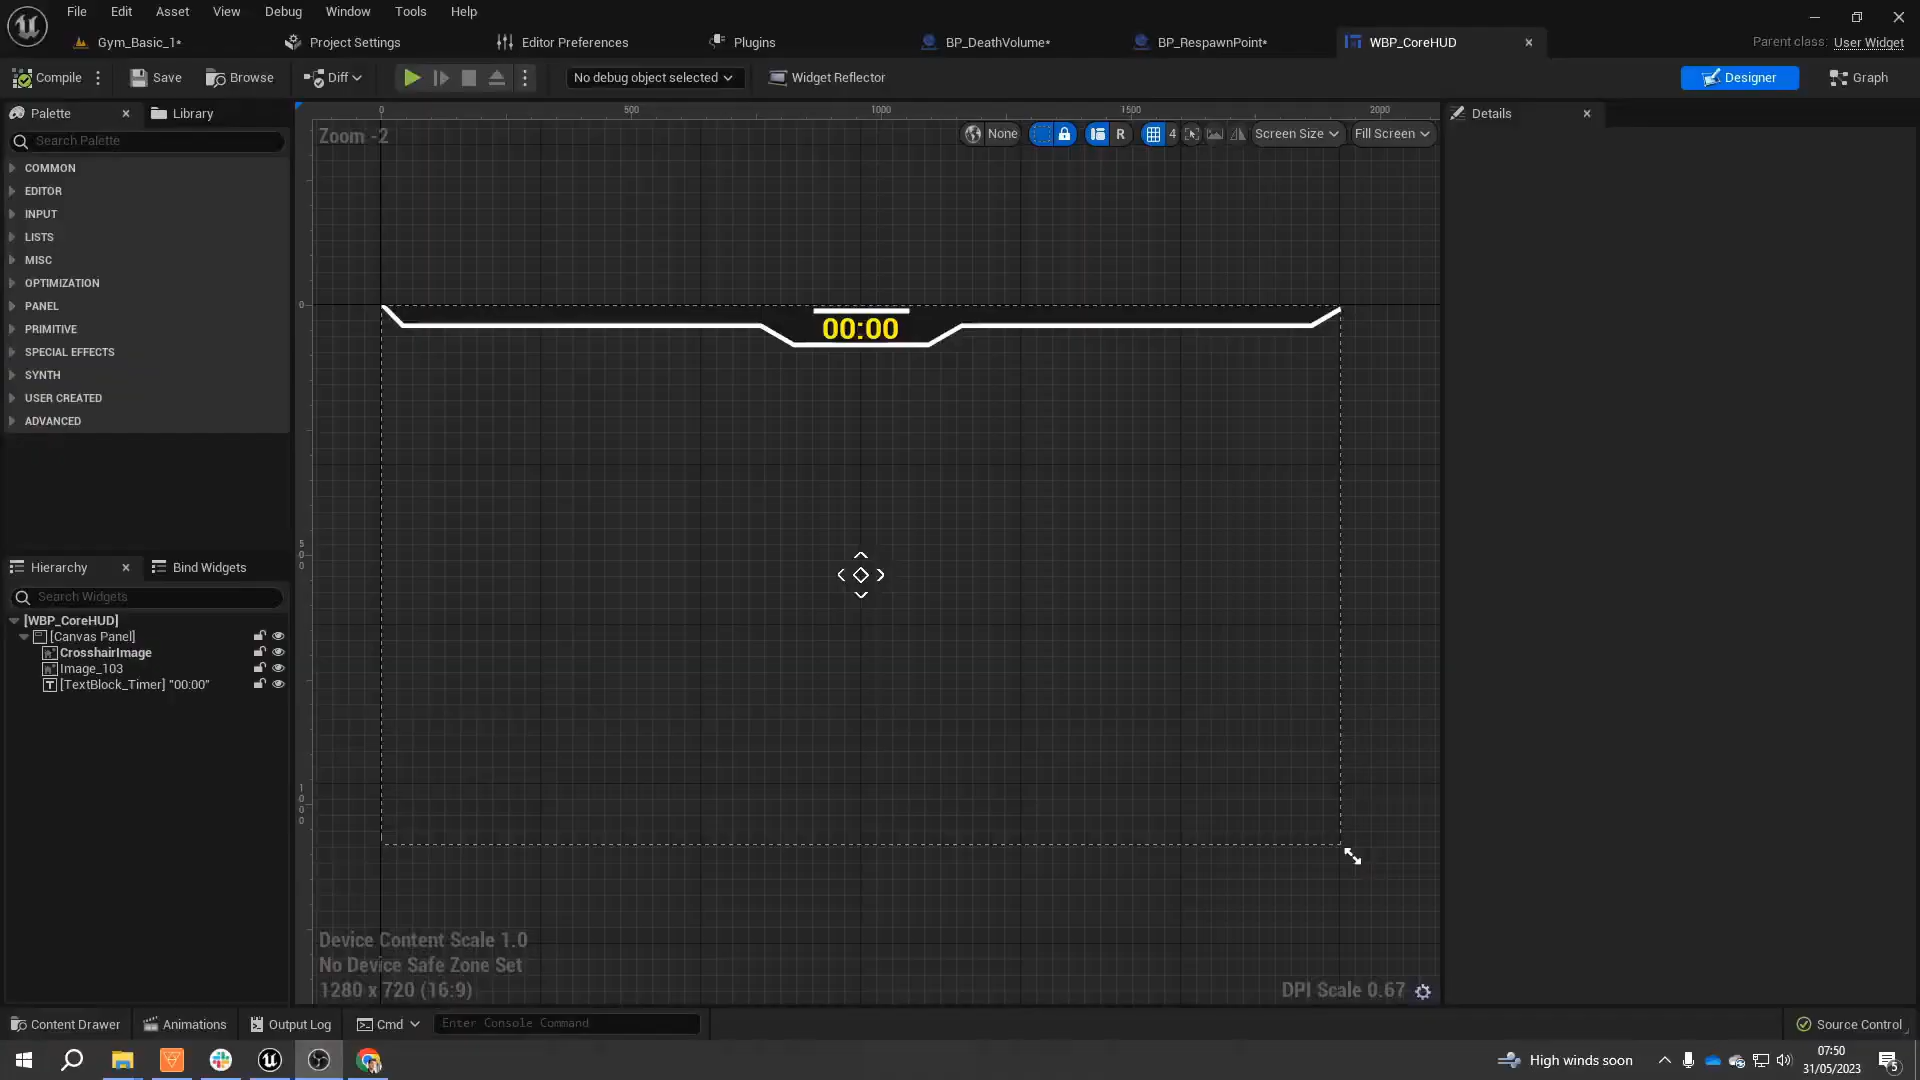 File Edit View Asset Debug Window Tools Help
Gym_Basic_1* Project Settings Editor Preferences Plugins BP_DeathVolume* BP_RespawnPoint* WBP_CoreHUD Parent class: User Widget
Compile Save Browse Diff No debug object selected Widget Reflector Designer Graph
Palette Library
Search Palette
COMMON
EDITOR
INPUT
LISTS
MISC
OPTIMIZATION
PANEL
PRIMITIVE
SPECIAL EFFECTS
SYNTH
USER CREATED
ADVANCED
Hierarchy Bind Widgets
Search Widgets
[WBP_CoreHUD]
[Canvas Panel]
CrosshairImage
Image_103
[TextBlock_Timer] "00:00"
0 500 1000 1500 2000
Zoom -2
None R 4 Screen Size Fill Screen
0
00:00
500
1000
Device Content Scale 1.0
No Device Safe Zone Set
1280 x 720 (16:9)
DPI Scale 0.67
Details
Content Drawer Animations Output Log Cmd Enter Console Command Source Control
High winds soon
07:50
31/05/2023
5